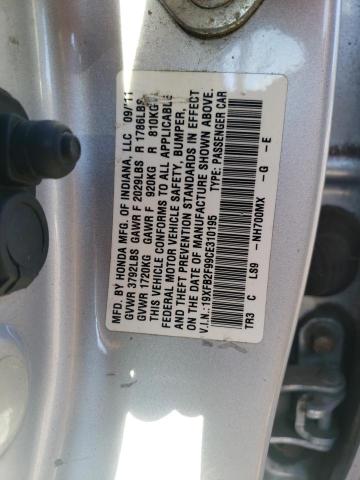 MFD. BY HONDA MFG. OF INDIANA, LLC 09/11
GVWR 3792LBS GAWR F 2029LBS R 1786LBS
GVWR 1720KG GAWR F 920KG R 810KG
THIS VEHICLE CONFORMS TO ALL APPLICABLE
FEDERAL MOTOR VEHICLE SAFETY, BUMPER,
AND THEFT PREVENTION STANDARDS IN EFFECT
ON THE DATE OF MANUFACTURE SHOWN ABOVE.
V.I.N.: 19XFB2F99CE310195 TYPE: PASSENGER CAR
TR3 C LS9 -NH700MX -G -E